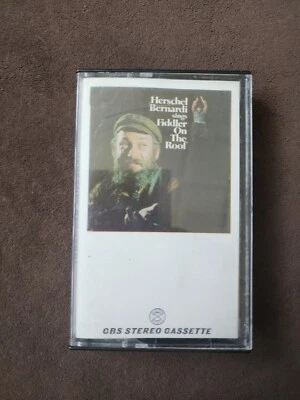 Herschel
Bernardi
sings
Fiddler
On
The
Roof
CBS STEREO CASSETTE